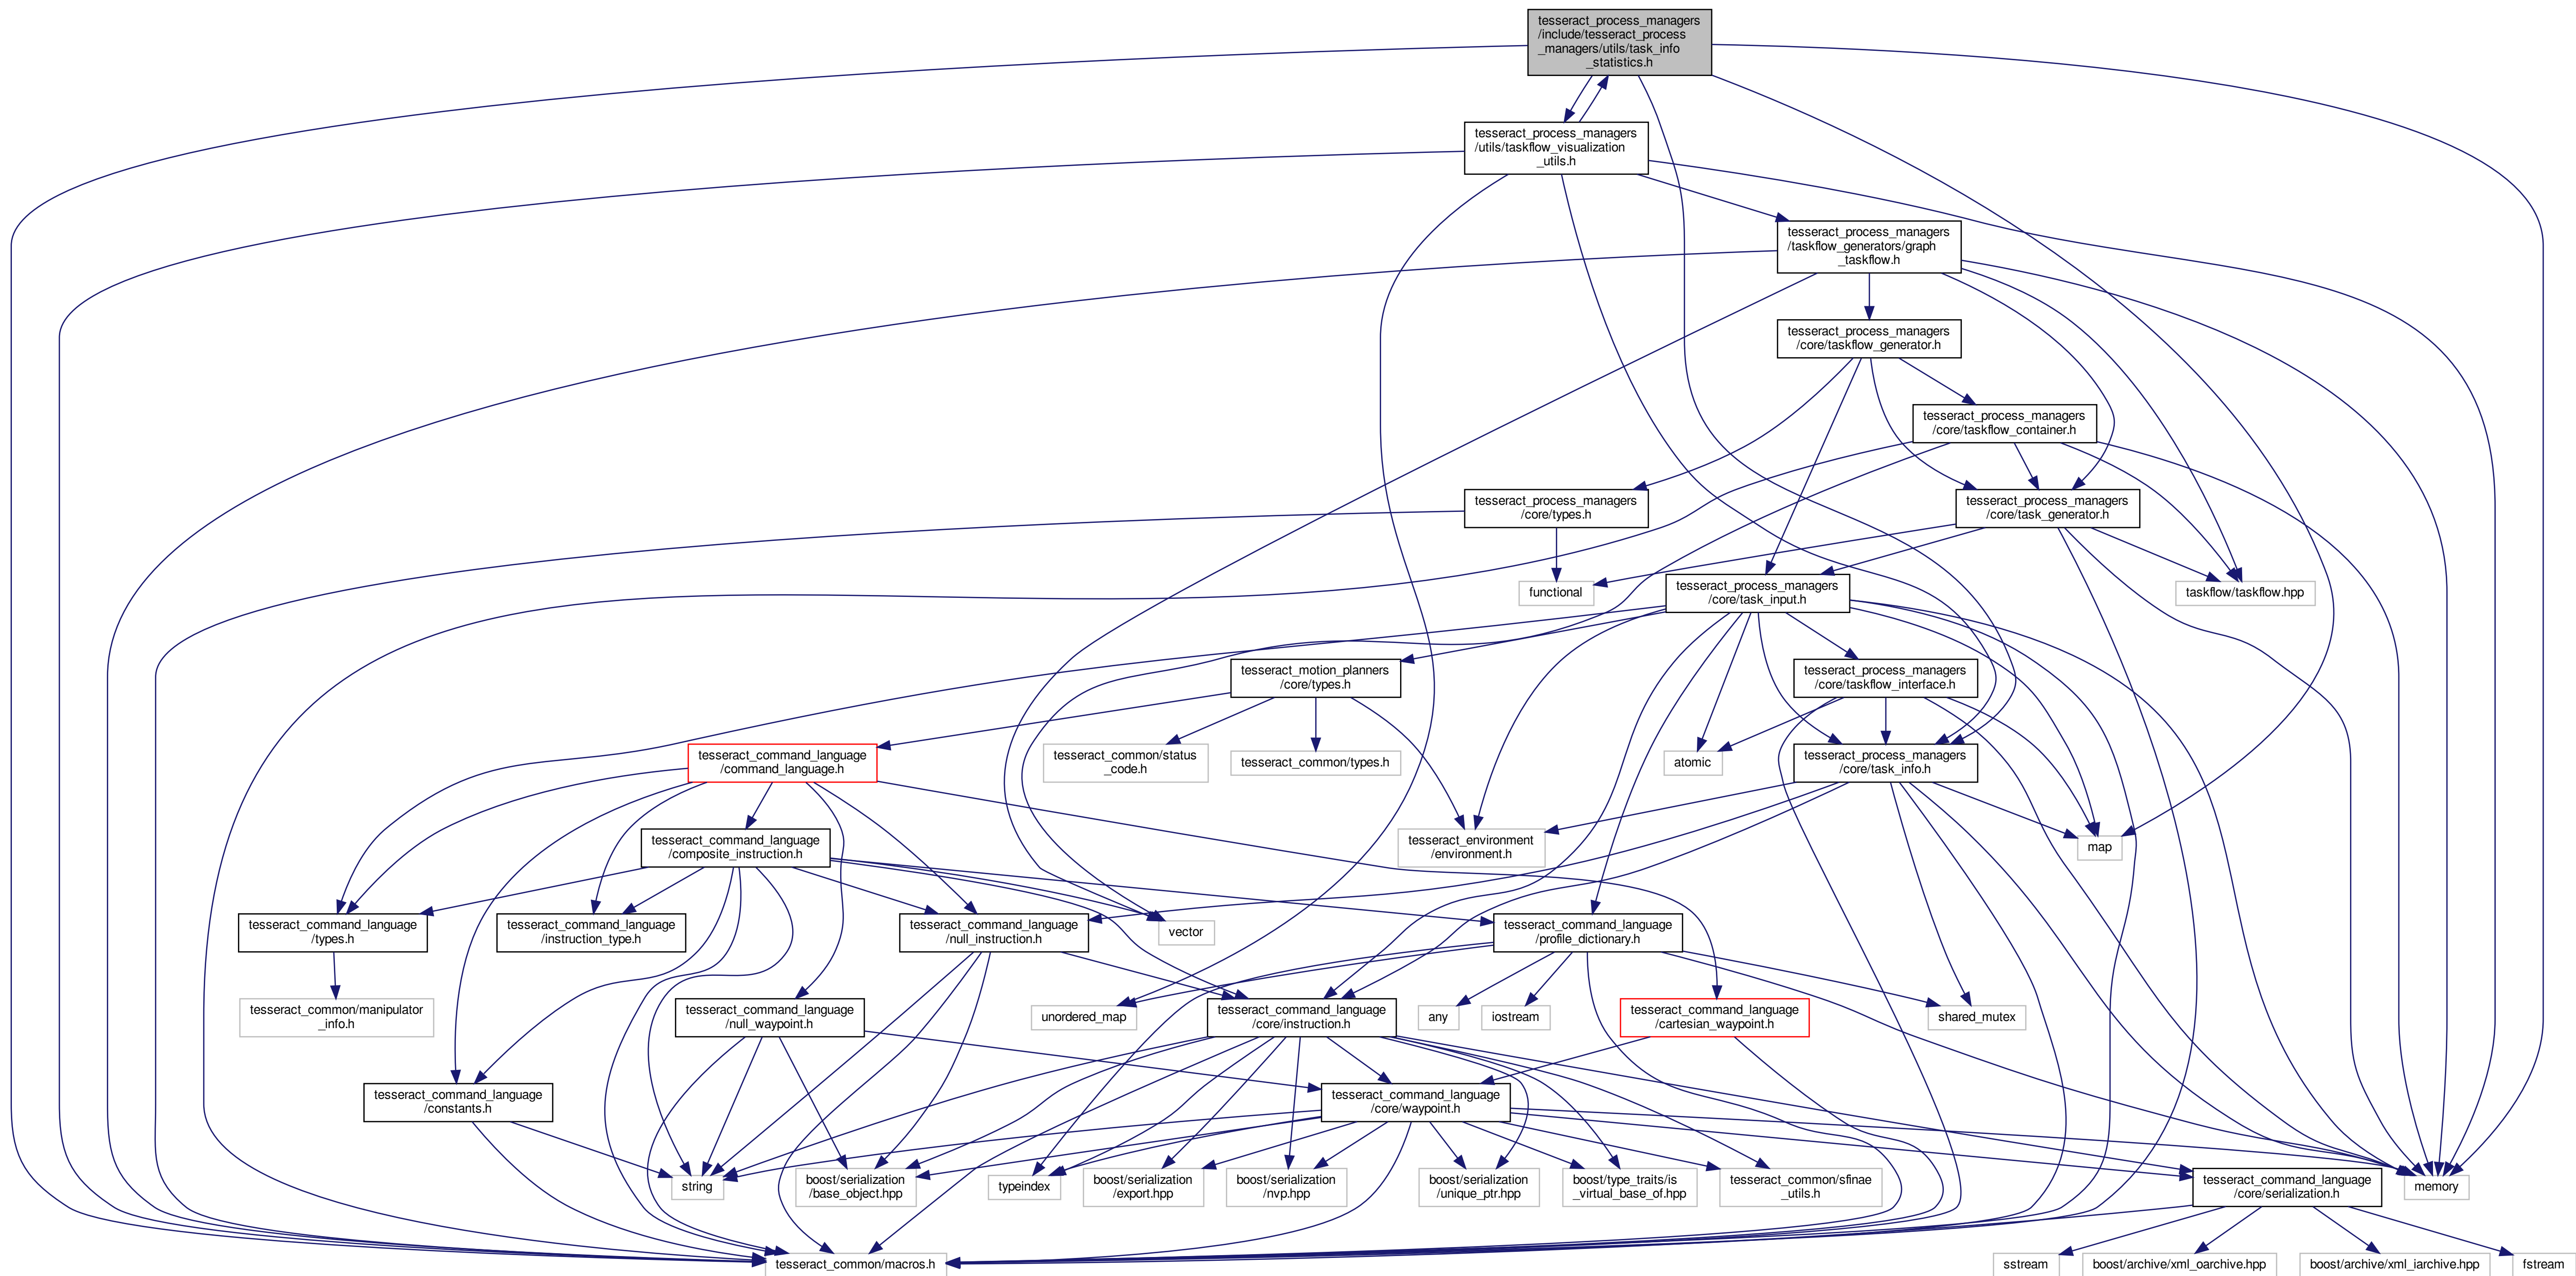 tesseract_process_managers
/include/tesseract_process
_managers/utils/task_info
_statistics.h
tesseract_process_managers
/utils/taskflow_visualization
_utils.h
tesseract_process_managers
/taskflow_generators/graph
_taskflow.h
tesseract_process_managers
/core/taskflow_generator.h
tesseract_process_managers
/core/taskflow_container.h
tesseract_process_managers
/core/types.h
tesseract_process_managers
/core/task_generator.h
functional
tesseract_process_managers
/core/task_input.h
taskflow/taskflow.hpp
tesseract_motion_planners
/core/types.h
tesseract_process_managers
/core/taskflow_interface.h
tesseract_command_language
/command_language.h
tesseract_common/status
_code.h
tesseract_common/types.h
atomic
tesseract_process_managers
/core/task_info.h
tesseract_command_language
/composite_instruction.h
tesseract_environment
/environment.h
map
tesseract_command_language
/types.h
tesseract_command_language
/instruction_type.h
tesseract_command_language
/null_instruction.h
vector
tesseract_command_language
/profile_dictionary.h
tesseract_common/manipulator
_info.h
tesseract_command_language
/null_waypoint.h
unordered_map
tesseract_command_language
/core/instruction.h
any
iostream
tesseract_command_language
/cartesian_waypoint.h
shared_mutex
tesseract_command_language
/constants.h
tesseract_command_language
/core/waypoint.h
string
boost/serialization
/base_object.hpp
typeindex
boost/serialization
/export.hpp
boost/serialization
/nvp.hpp
boost/serialization
/unique_ptr.hpp
boost/type_traits/is
_virtual_base_of.hpp
tesseract_common/sfinae
_utils.h
tesseract_command_language
/core/serialization.h
memory
tesseract_common/macros.h
sstream
boost/archive/xml_oarchive.hpp
boost/archive/xml_iarchive.hpp
fstream